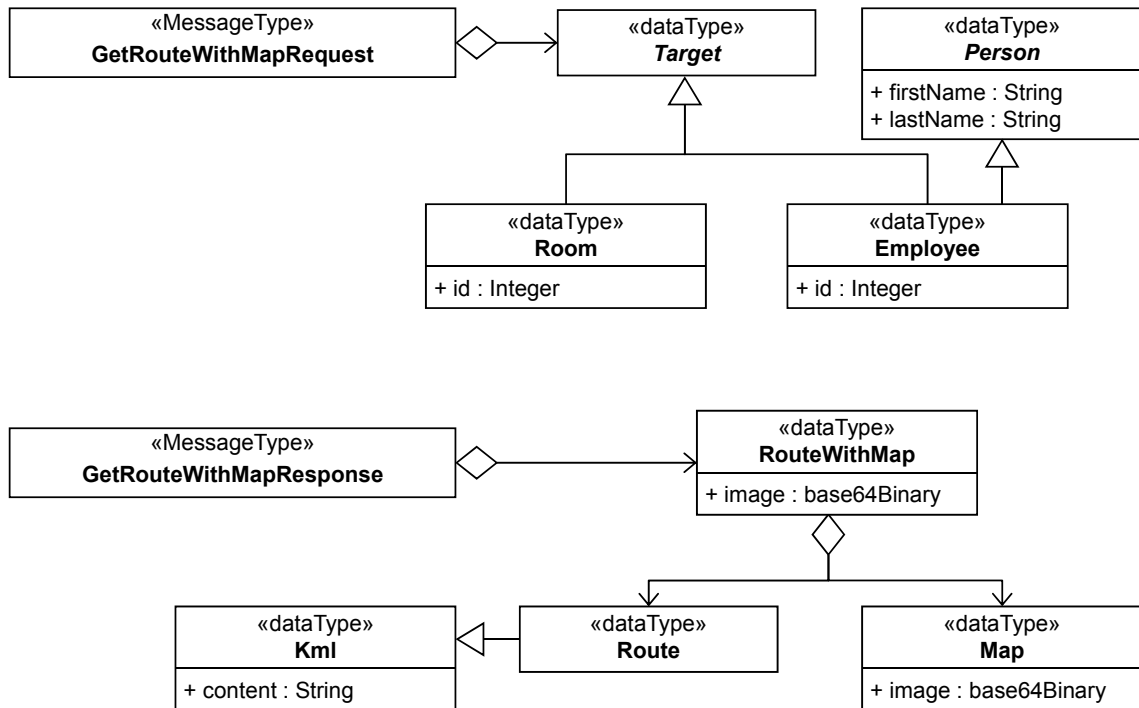 «MessageType»
GetRouteWithMapRequest
«dataType»
Target
«dataType»
Person
+ firstName : String
+ lastName : String
«dataType»
Room
+ id : Integer
«dataType»
Employee
+ id : Integer
«MessageType»
GetRouteWithMapResponse
«dataType»
RouteWithMap
+ image : base64Binary
«dataType»
Kml
+ content : String
«dataType»
Route
«dataType»
Map
+ image : base64Binary